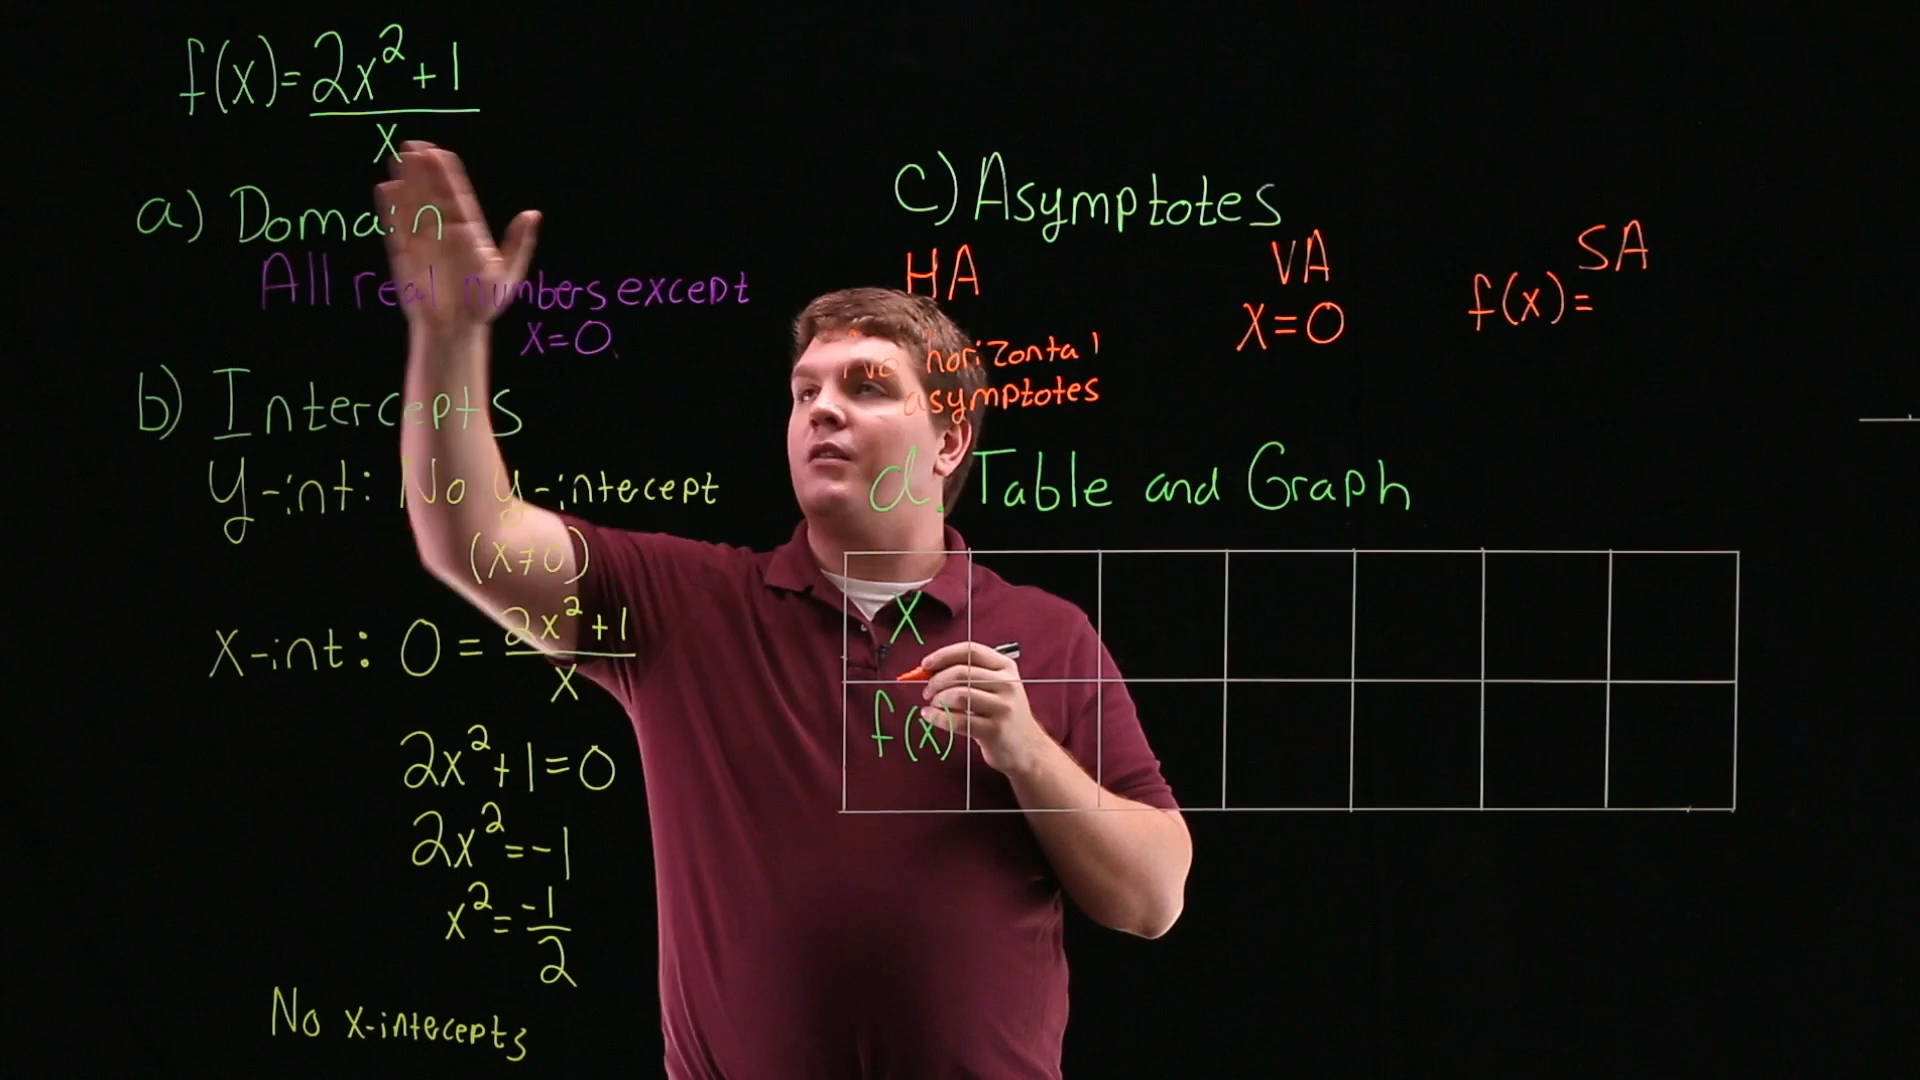 f(x)=2x²+1
x
a) Domain
All real numbers except
x=0
b) Intercepts
y-int: No y-intecept
(x≠0)
x-int: 0=2x²+1
x
2x²+1=0
2x²=-1
x²=-1
2
No x-intecepts
c) Asymptotes
HA
No horizontal
asymptotes
VA
x=0
SA
f(x)=
d. Table and Graph
x
f(x)